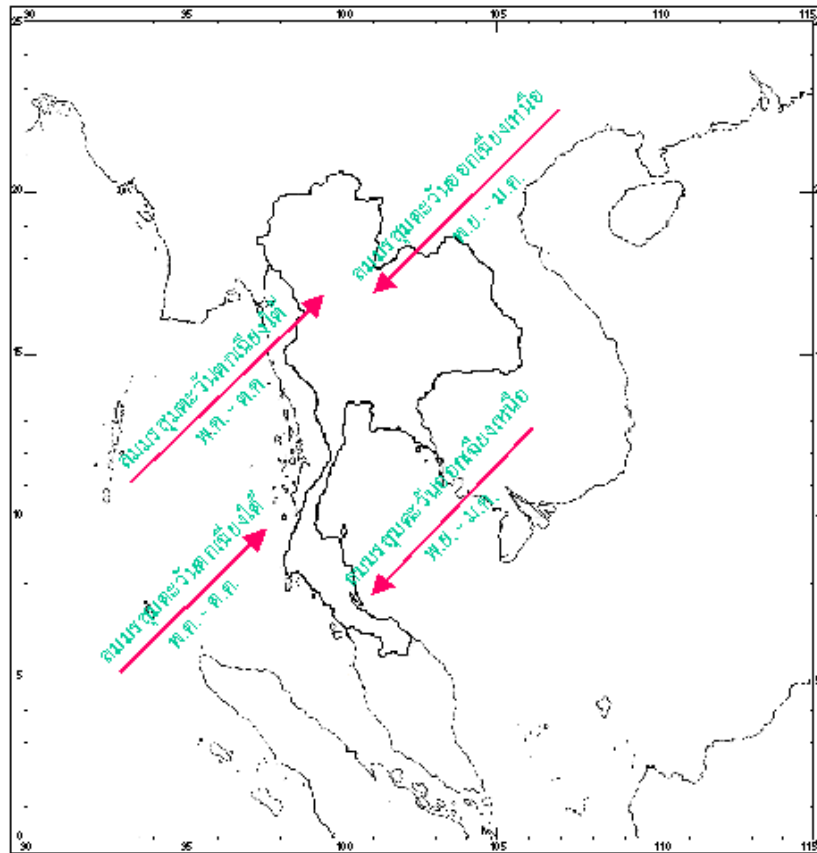 90 95 100 105 110 115
25
20
15
10
5
0
ลมมรสุมตะวันออกเฉียงเหนือ
พ.ย. - ม.ค.
ลมมรสุมตะวันตกเฉียงใต้
พ.ค. - ต.ค.
ลมมรสุมตะวันออกเฉียงเหนือ
พ.ย. - ม.ค.
ลมมรสุมตะวันตกเฉียงใต้
พ.ค. - ต.ค.
90 95 100 105 110 115